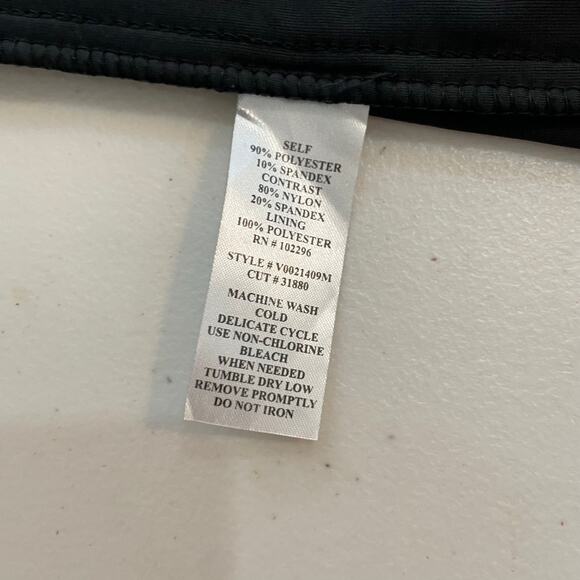 SELF
90% POLYESTER
10% SPANDEX
CONTRAST
80% NYLON
20% SPANDEX
LINING
100% POLYESTER
RN # 102296
STYLE # V0021409M
CUT # 31880
MACHINE WASH
COLD
DELICATE CYCLE
USE NON-CHLORINE
BLEACH
WHEN NEEDED
TUMBLE DRY LOW
REMOVE PROMPTLY
DO NOT IRON